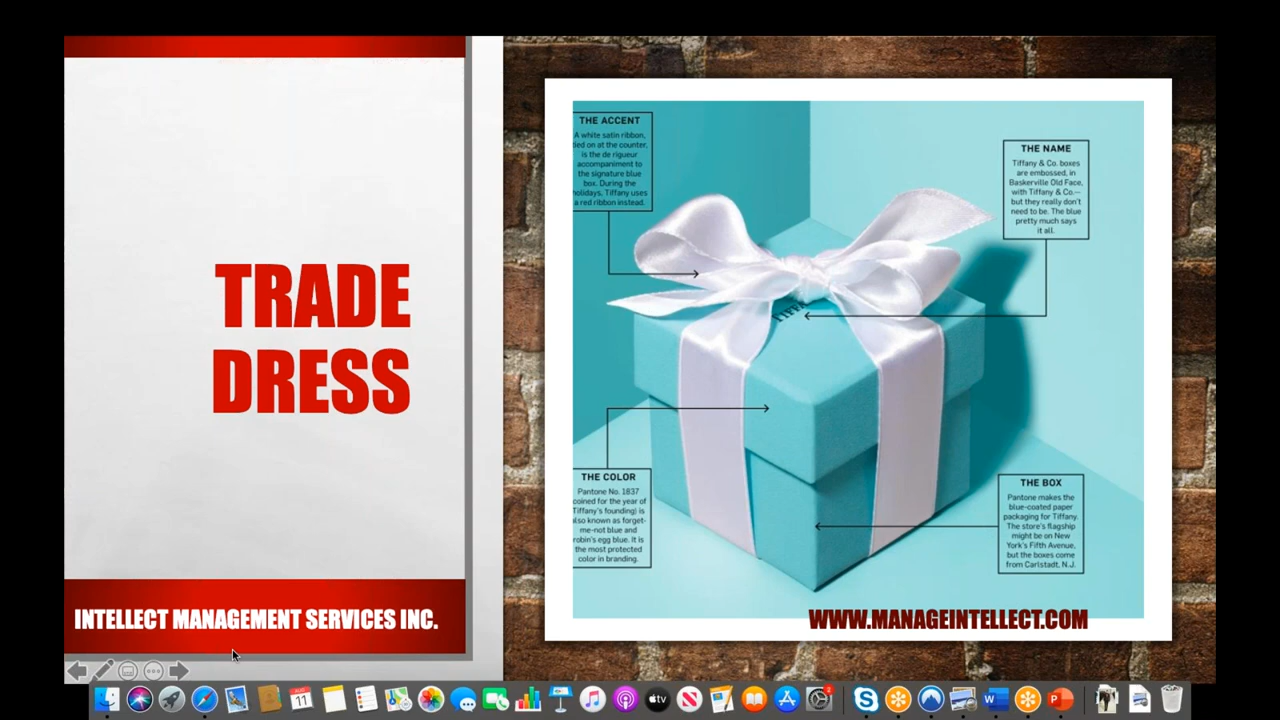 TRADE
DRESS
INTELLECT MANAGEMENT SERVICES INC.
THE ACCENT
A white satin ribbon,
tied on at the counter,
is the de rigueur
accompaniment to
the signature blue
box. During the
holidays, Tiffany uses
a red ribbon instead.
THE NAME
Tiffany & Co. boxes
are embossed, in
Baskerville Old Face,
with Tiffany & Co.—
but they really don't
need to be. The blue
pretty much says
it all.
THE COLOR
Pantone No. 1837
coined for the year of
Tiffany's founding) is
also known as forget-
me-not blue and
robin's egg blue. It is
the most protected
color in branding.
THE BOX
Pantone makes the
blue-coated paper
packaging for Tiffany.
The store's flagship
might be on New
York's Fifth Avenue,
but the boxes come
from Carlstadt, N.J.
WWW.MANAGEINTELLECT.COM
AUG
11
tv
2